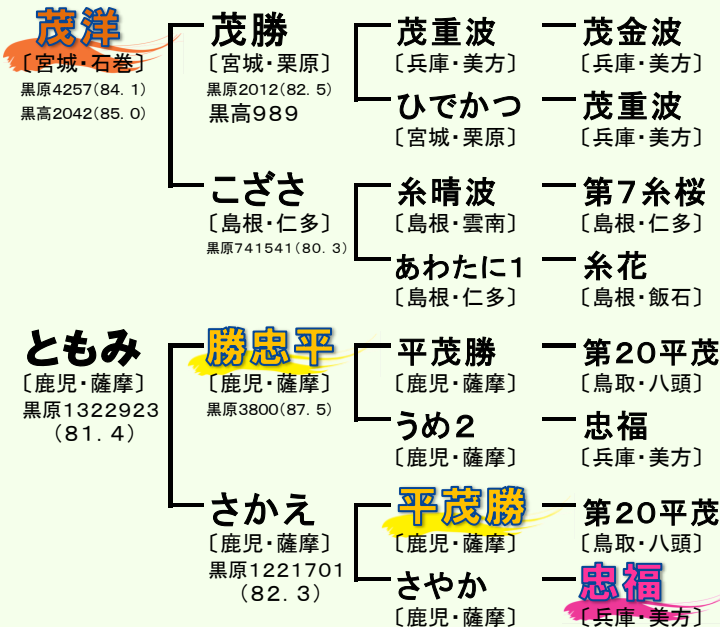 茂洋
〔宮城・石巻〕
黒原4257(84.1)
黒高2042(85.0)
茂勝
〔宮城・栗原〕
黒原2012(82.5)
黒高989
茂重波
〔兵庫・美方〕
茂金波
〔兵庫・美方〕
ひでかつ
〔宮城・栗原〕
茂重波
〔兵庫・美方〕
こざさ
〔島根・仁多〕
黒原741541(80.3)
糸晴波
〔島根・雲南〕
第7糸桜
〔島根・仁多〕
あわたに1
〔島根・仁多〕
糸花
〔島根・飯石〕
ともみ
〔鹿児・薩摩〕
黒原1322923
(81.4)
勝忠平
〔鹿児・薩摩〕
黒原3800(87.5)
平茂勝
〔鹿児・薩摩〕
第20平茂
〔鳥取・八頭〕
うめ2
〔鹿児・薩摩〕
忠福
〔兵庫・美方〕
さかえ
〔鹿児・薩摩〕
黒原1221701
(82.3)
平茂勝
〔鹿児・薩摩〕
第20平茂
〔鳥取・八頭〕
さやか
〔鹿児・薩摩〕
忠福
〔兵庫・美方〕